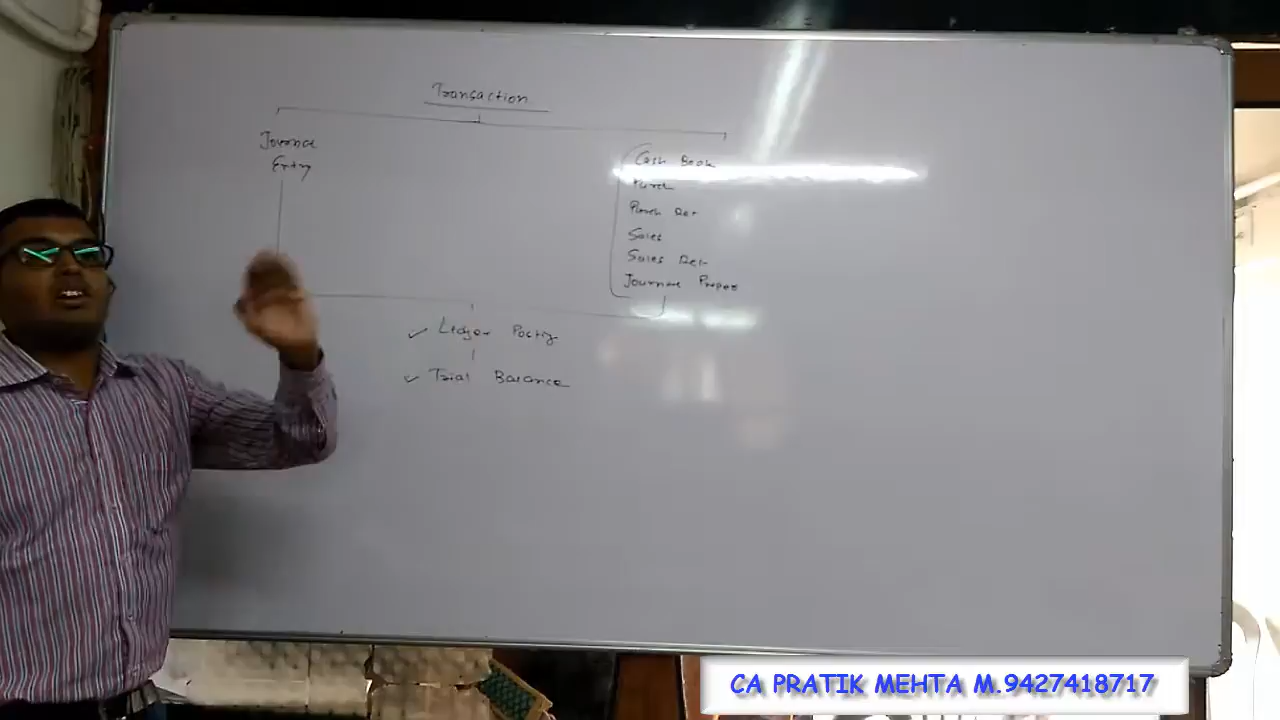 Transaction
Journal
Entry
Cash Book
Purch
Purch Ret
Sales
Sales Ret
Journal Proper
Ledger Posting
Trial Balance
CA PRATIK MEHTA M.9427418717